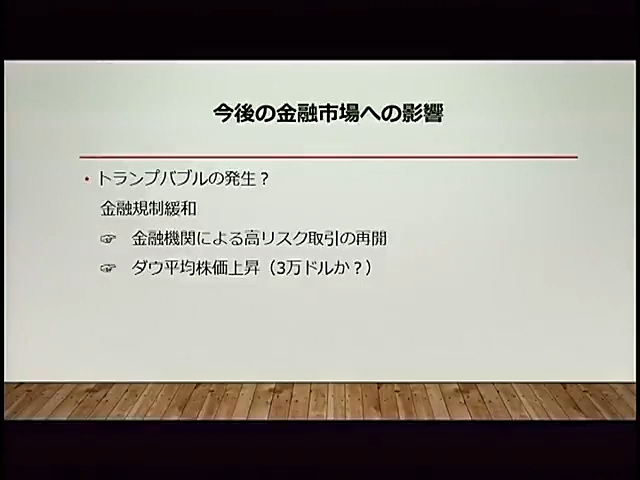 今後の金融市場への影響
・トランプバブルの発生？
金融規制緩和
☞ 金融機関による高リスク取引の再開
☞ ダウ平均株価上昇（3万ドルか？）